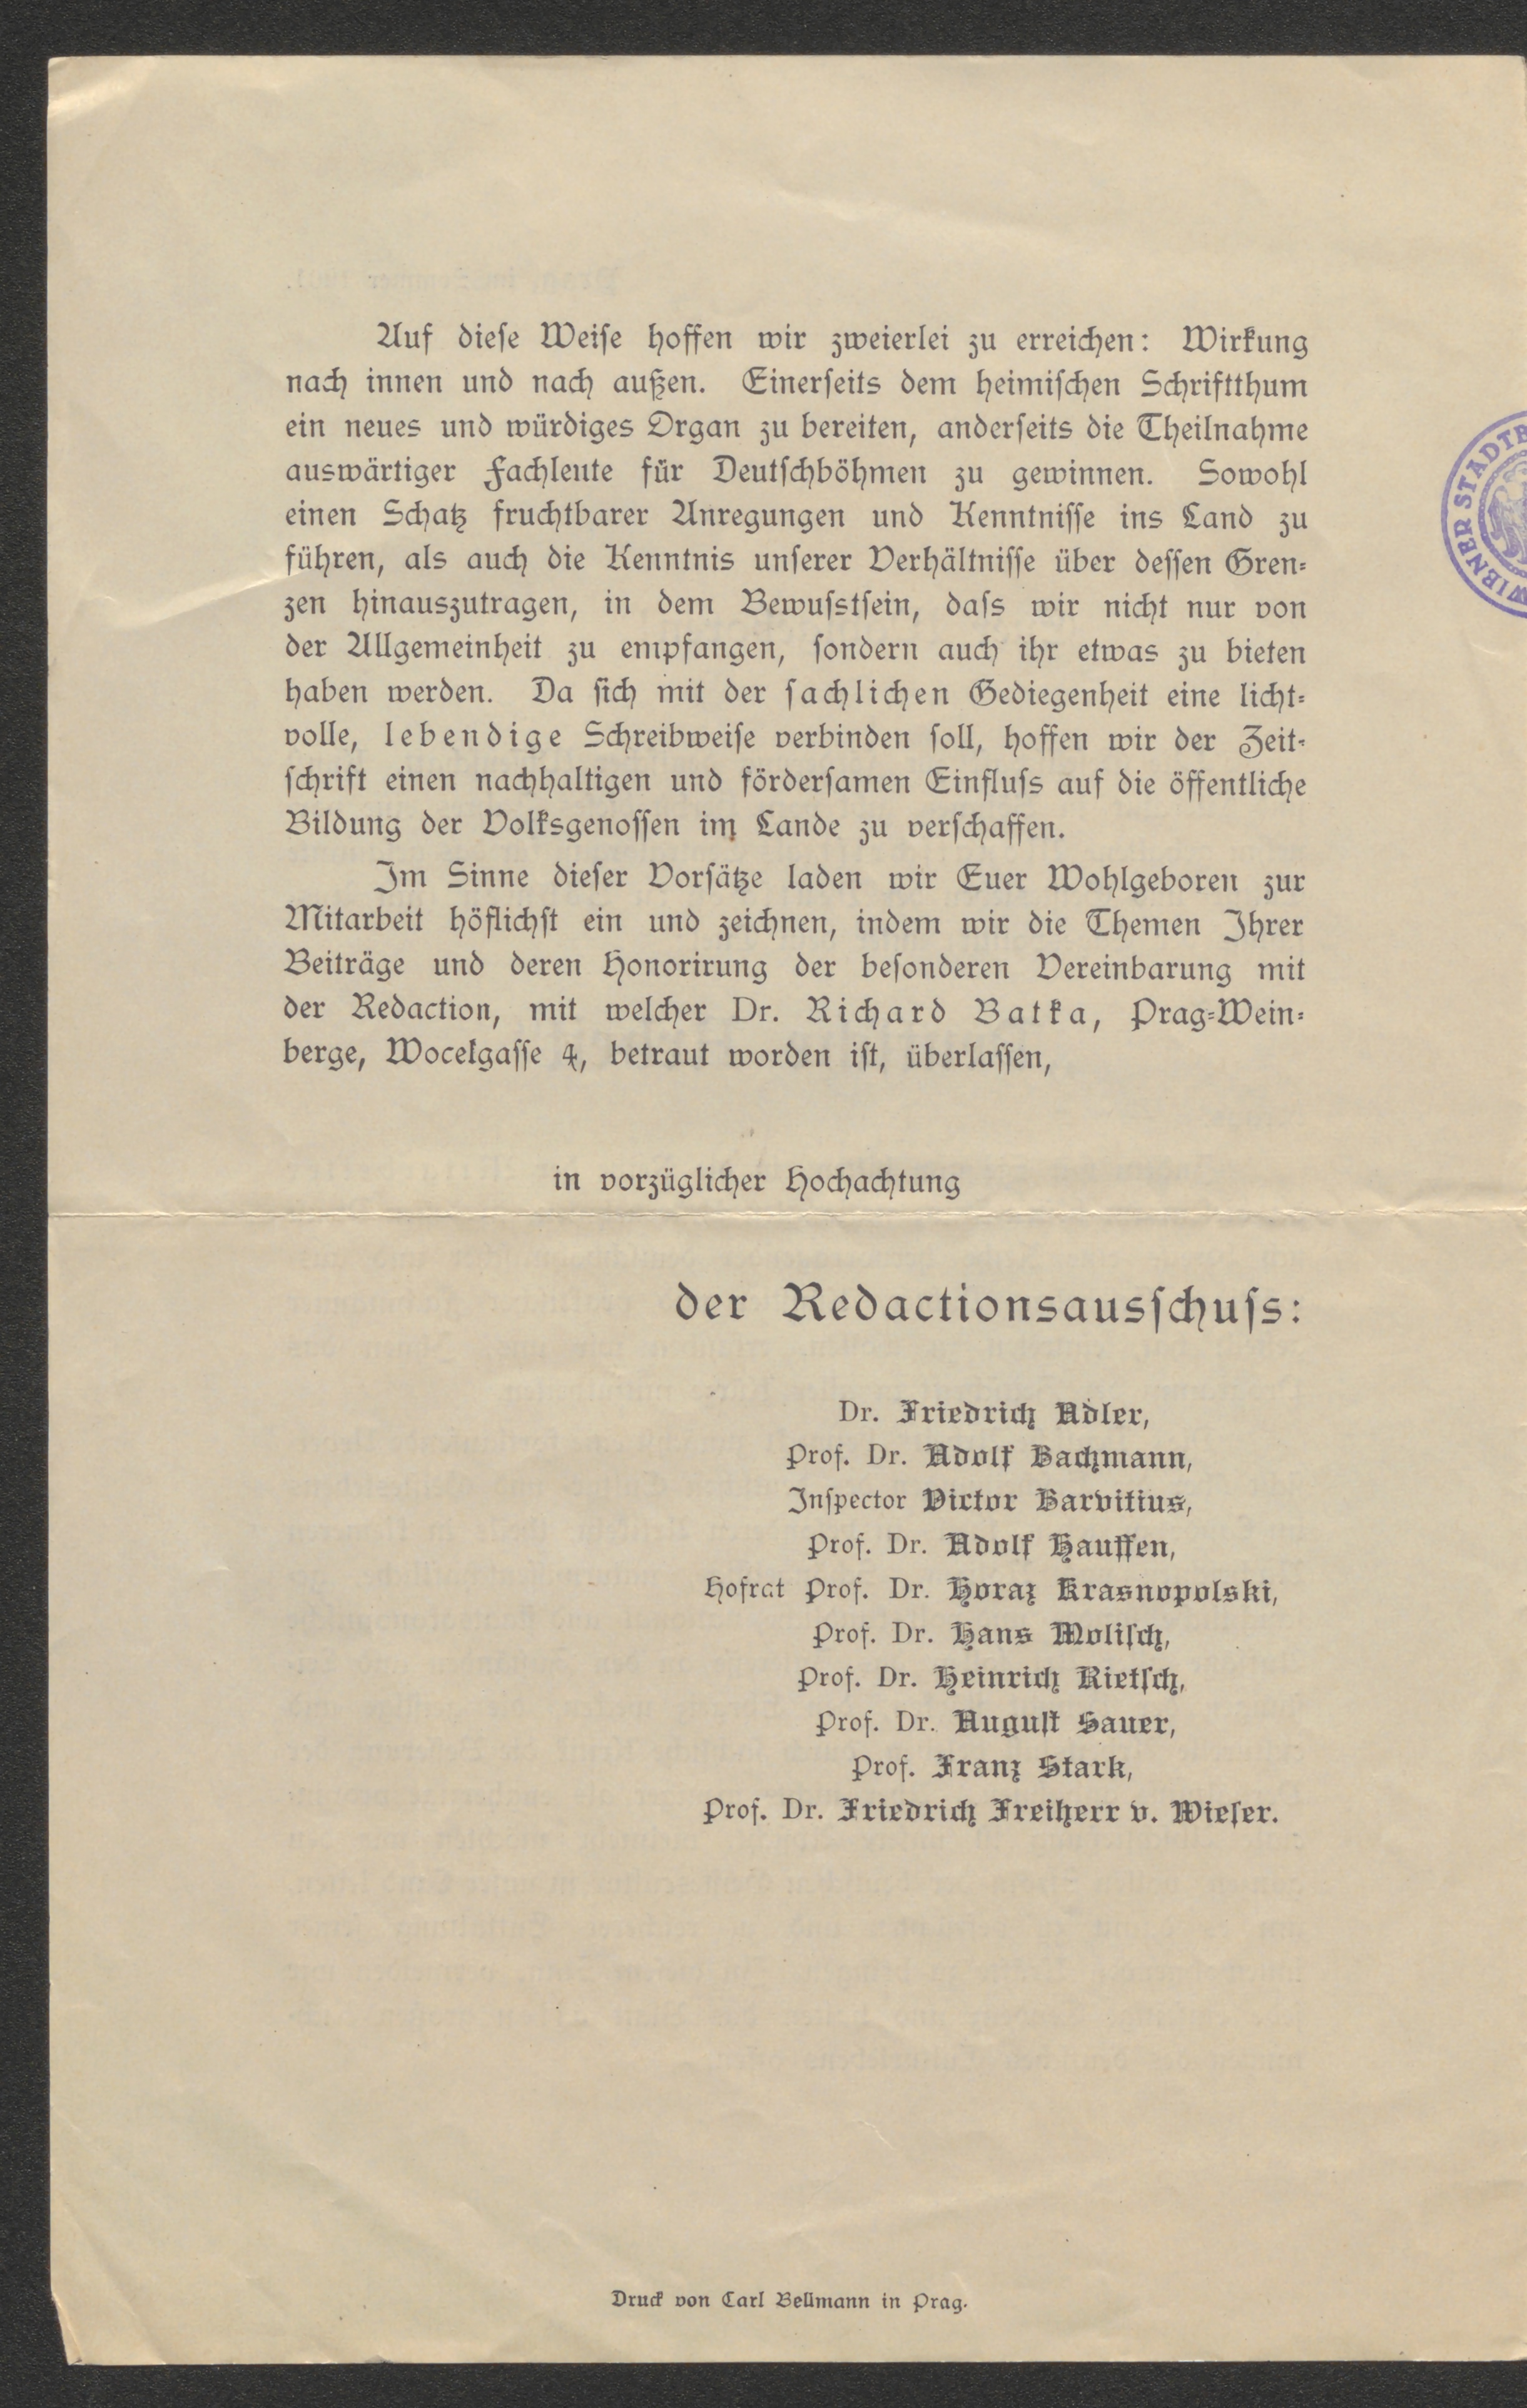 Auf dieſe Weiſe hoffen wir zweierlei zu erreichen: Wirkung
nach innen und nach außen. Einerſeits dem heimiſchen Schriftthum
ein neues und würdiges Organ zu bereiten, anderſeits die Theilnahme
auswärtiger Fachleute für Deutſchböhmen zu gewinnen. Sowohl
einen Schatz fruchtbarer Anregungen und Kenntniſſe ins Land zu
führen, als auch die Kenntnis unſerer Verhältniſſe über deſſen Gren-
zen hinauszutragen, in dem Bewuſstſein, daſs wir nicht nur von
der Allgemeinheit zu empfangen, ſondern auch ihr etwas zu bieten
haben werden. Da ſich mit der ſachlichen Gediegenheit eine licht-
volle, lebendige Schreibweiſe verbinden ſoll, hoffen wir der Zeit-
ſchrift einen nachhaltigen und förderſamen Einfluſs auf die öffentliche
Bildung der Volksgenoſſen im Lande zu verſchaffen.
Im Sinne dieſer Vorſätze laden wir Euer Wohlgeboren zur
Mitarbeit höflichſt ein und zeichnen, indem wir die Themen Ihrer
Beiträge und deren Honorirung der beſonderen Vereinbarung mit
der Redaction, mit welcher Dr. Richard Batka, Prag-Wein-
berge, Wocelgaſſe 4, betraut worden iſt, überlaſſen,
in vorzüglicher Hochachtung
der Redactionsausſchuſs:
Dr. Friedrich Adler,
Prof. Dr. Adolf Bachmann,
Inſpector Victor Barvitius,
Prof. Dr. Adolf Hauffen,
Hofrat Prof. Dr. Horaz Krasnopolski,
Prof. Dr. Hans Moliſch,
Prof. Dr. Heinrich Rietſch,
Prof. Dr. Auguſt Sauer,
Prof. Franz Stark,
Prof. Dr. Friedrich Freiherr v. Wieſer.
Druck von Carl Bellmann in Prag.
WIENER STADTB